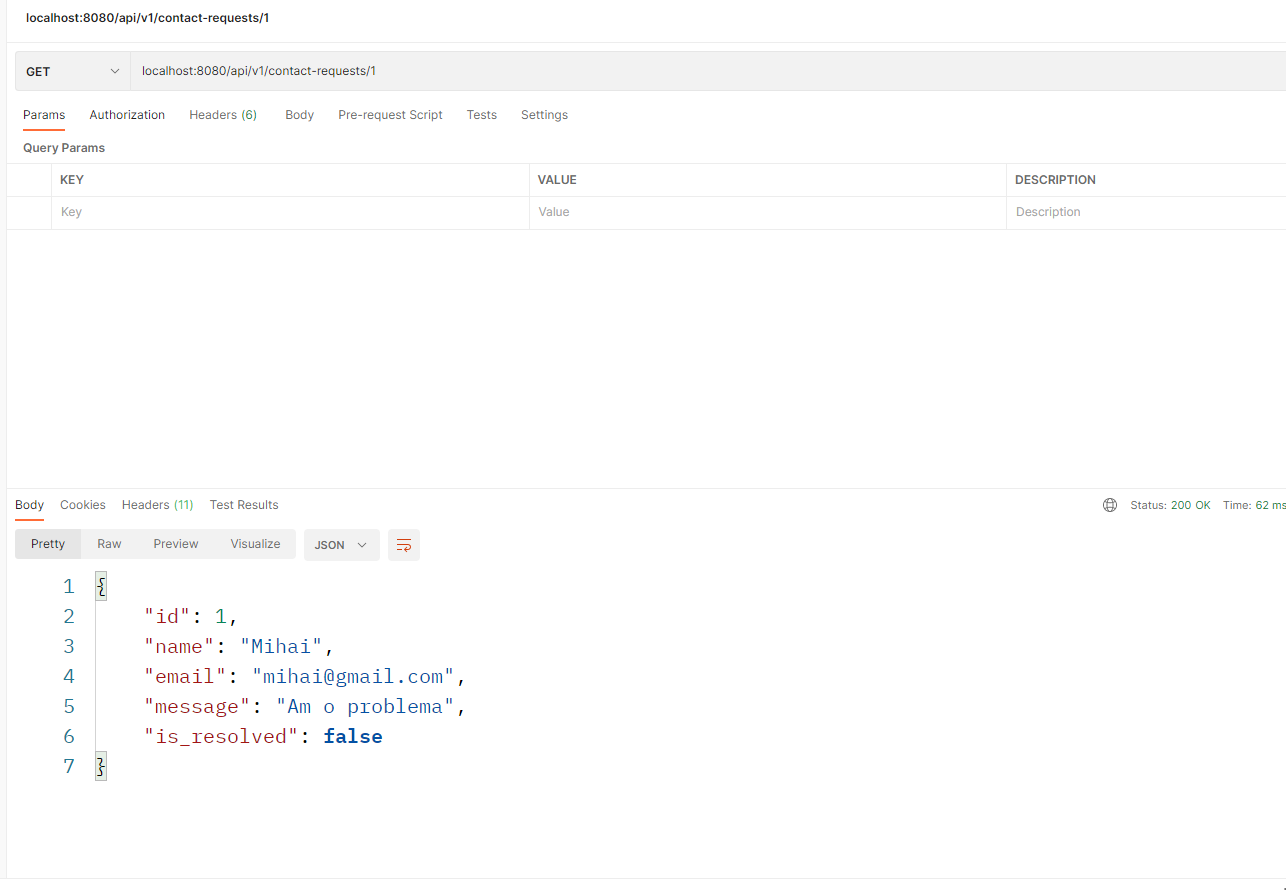 localhost:8080/api/v1/contact-requests/1
GET localhost:8080/api/v1/contact-requests/1
Params Authorization Headers (6) Body Pre-request Script Tests Settings
Query Params
KEY VALUE DESCRIPTION
Key Value Description
Body Cookies Headers (11) Test Results Status: 200 OK Time: 62 ms
Pretty Raw Preview Visualize JSON
1 {
2 "id": 1,
3 "name": "Mihai",
4 "email": "mihai@gmail.com",
5 "message": "Am o problema",
6 "is_resolved": false
7 }